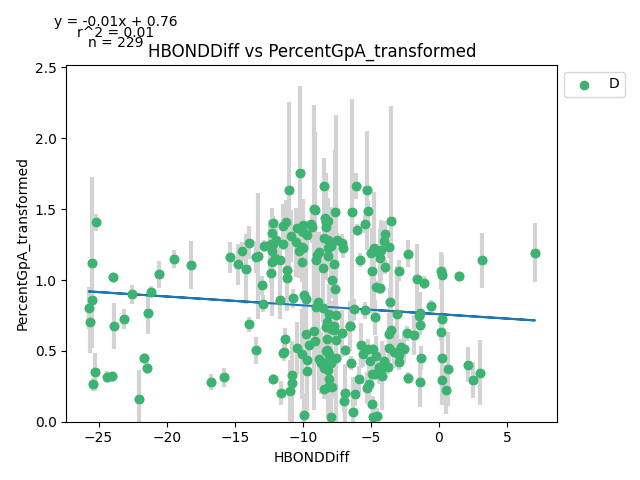 y = -0.01x + 0.76
r^2 = 0.01
n = 229
HBONDDiff vs PercentGpA_transformed
D
PercentGpA_transformed
2.5
2.0
1.5
1.0
0.5
0.0
−25 −20 −15 −10 −5 0 5
HBONDDiff